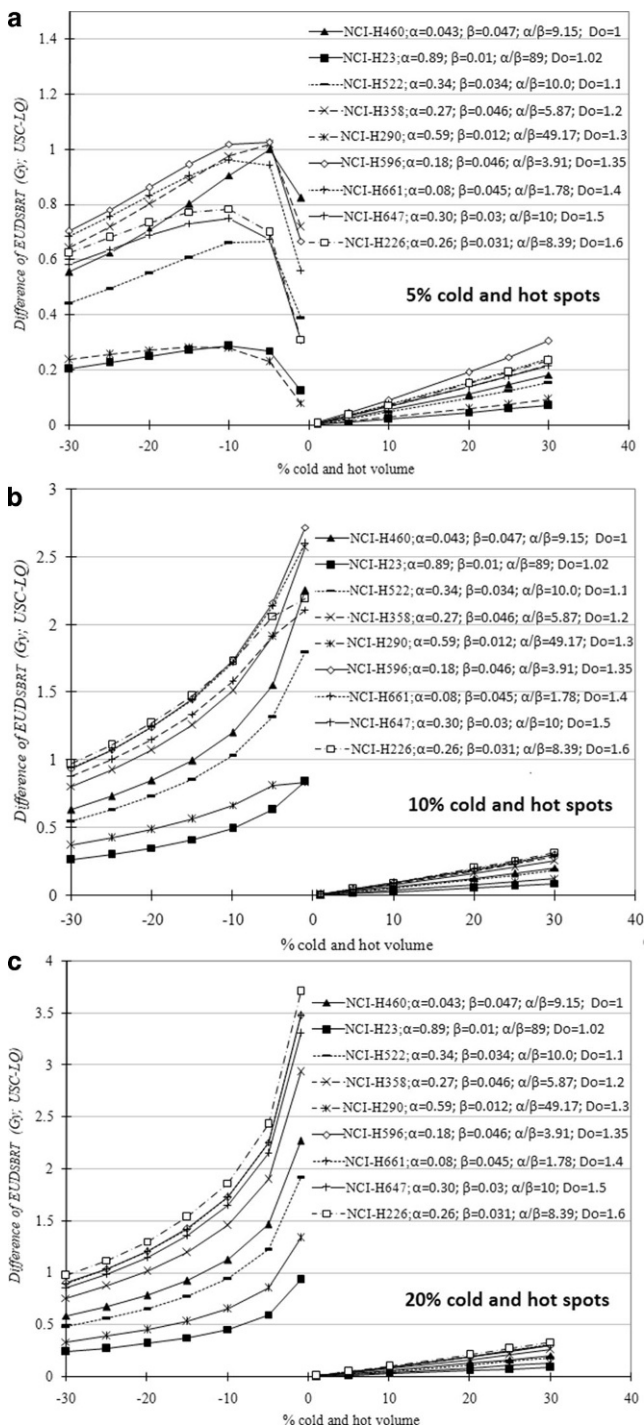 a
1.4
1.2
1
0.8
0.6
0.4
0.2
0
-30 -20 -10 0 10 20 30 40
Difference of EUDSBRT (Gy; USC-LQ)
% cold and hot volume
NCI-H460;α=0.043; β=0.047; α/β=9.15; Do=1
NCI-H23;α=0.89; β=0.01; α/β=89; Do=1.02
NCI-H522;α=0.34; β=0.034; α/β=10.0; Do=1.1
NCI-H358;α=0.27; β=0.046; α/β=5.87; Do=1.2
NCI-H290;α=0.59; β=0.012; α/β=49.17; Do=1.3
NCI-H596;α=0.18; β=0.046; α/β=3.91; Do=1.35
NCI-H661;α=0.08; β=0.045; α/β=1.78; Do=1.4
NCI-H647;α=0.30; β=0.03; α/β=10; Do=1.5
NCI-H226;α=0.26; β=0.031; α/β=8.39; Do=1.6
5% cold and hot spots
b
3
2.5
2
1.5
1
0.5
0
-30 -20 -10 0 10 20 30 40
Difference of EUDSBRT (Gy; USC-LQ)
% cold and hot volume
NCI-H460;α=0.043; β=0.047; α/β=9.15; Do=1
NCI-H23;α=0.89; β=0.01; α/β=89; Do=1.02
NCI-H522;α=0.34; β=0.034; α/β=10.0; Do=1.1
NCI-H358;α=0.27; β=0.046; α/β=5.87; Do=1.2
NCI-H290;α=0.59; β=0.012; α/β=49.17; Do=1.3
NCI-H596;α=0.18; β=0.046; α/β=3.91; Do=1.35
NCI-H661;α=0.08; β=0.045; α/β=1.78; Do=1.4
NCI-H647;α=0.30; β=0.03; α/β=10; Do=1.5
NCI-H226;α=0.26; β=0.031; α/β=8.39; Do=1.6
10% cold and hot spots
c
4
3.5
3
2.5
2
1.5
1
0.5
0
-30 -20 -10 0 10 20 30 40
Difference of EUDSBRT (Gy; USC-LQ)
% cold and hot volume
NCI-H460;α=0.043; β=0.047; α/β=9.15; Do=1
NCI-H23;α=0.89; β=0.01; α/β=89; Do=1.02
NCI-H522;α=0.34; β=0.034; α/β=10.0; Do=1.1
NCI-H358;α=0.27; β=0.046; α/β=5.87; Do=1.2
NCI-H290;α=0.59; β=0.012; α/β=49.17; Do=1.3
NCI-H596;α=0.18; β=0.046; α/β=3.91; Do=1.35
NCI-H661;α=0.08; β=0.045; α/β=1.78; Do=1.4
NCI-H647;α=0.30; β=0.03; α/β=10; Do=1.5
NCI-H226;α=0.26; β=0.031; α/β=8.39; Do=1.6
20% cold and hot spots